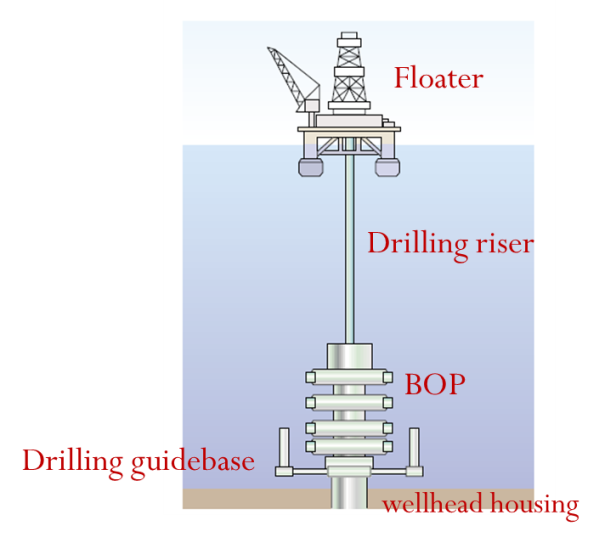 Floater
Drilling riser
BOP
Drilling guidebase
wellhead housing